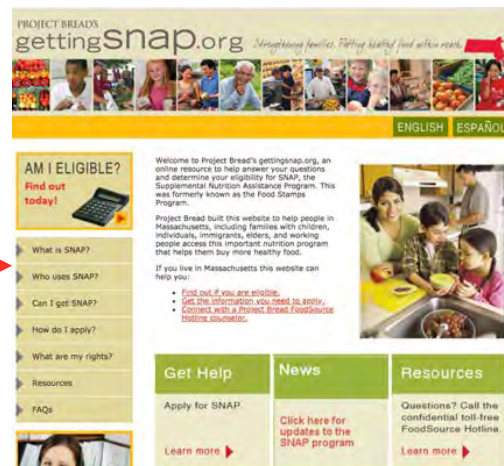 PROJECT BREAD'S
gettingsnap.org
Strengthening families. Putting healthy food within reach.
ENGLISH ESPAÑOL
AM I ELIGIBLE?
Find out
today!
What is SNAP?
Who uses SNAP?
Can I get SNAP?
How do I apply?
What are my rights?
Resources
FAQs
Welcome to Project Bread's gettingsnap.org, an
online resource to help answer your questions
and determine your eligibility for SNAP, the
Supplemental Nutrition Assistance Program. This
was formerly known as the Food Stamps
Program.
Project Bread built this website to help people in
Massachusetts, including families with children,
individuals, immigrants, elders, and working
people access this important nutrition program
that helps them buy more healthy food.
If you live in Massachusetts this website can
help you:
Find out if you are eligible.
Get the information you need to apply.
Connect with a Project Bread FoodSource
Hotline counselor.
Get Help
Apply for SNAP
Learn more
News
Click here for
updates to the
SNAP program
Resources
Questions? Call the
confidential toll-free
FoodSource Hotline.
Learn more